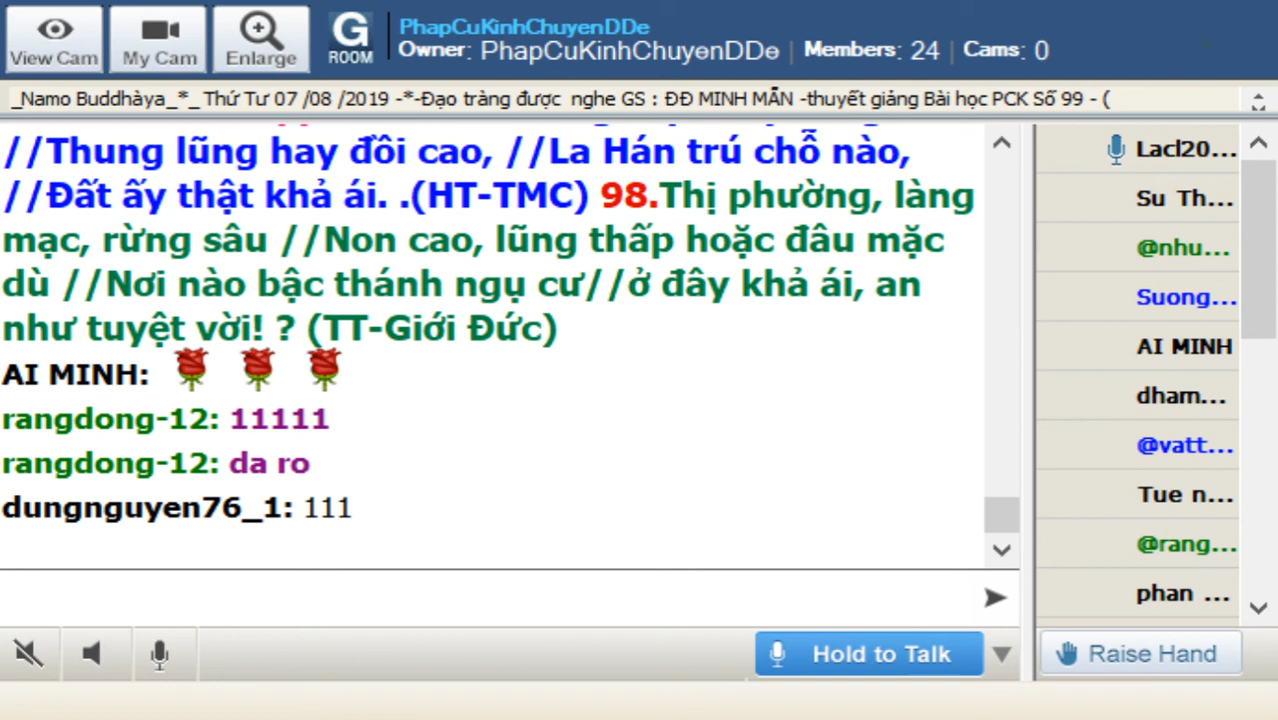 View Cam
My Cam
Enlarge
G
ROOM
PhapCuKinhChuyenDDe
Owner: PhapCuKinhChuyenDDe | Members: 24 | Cams: 0
_Namo Buddhàya_*_ Thứ Tư 07 /08 /2019 -*-Đạo tràng được nghe GS : ĐĐ MINH MẪN -thuyết giảng Bài học PCK Số 99 - (
//Thung lũng hay đồi cao, //La Hán trú chỗ nào,
//Đất ấy thật khả ái. .(HT-TMC) 98.Thị phường, làng
mạc, rừng sâu //Non cao, lũng thấp hoặc đâu mặc
dù //Nơi nào bậc thánh ngụ cư//ở đây khả ái, an
như tuyệt vời! ? (TT-Giới Đức)
AI MINH:
rangdong-12: 11111
rangdong-12: da ro
dungnguyen76_1: 111
Lacl20...
Su Th...
@nhu...
Suong...
AI MINH
dham...
@vatt...
Tue n...
@rang...
phan ...
Hold to Talk
Raise Hand